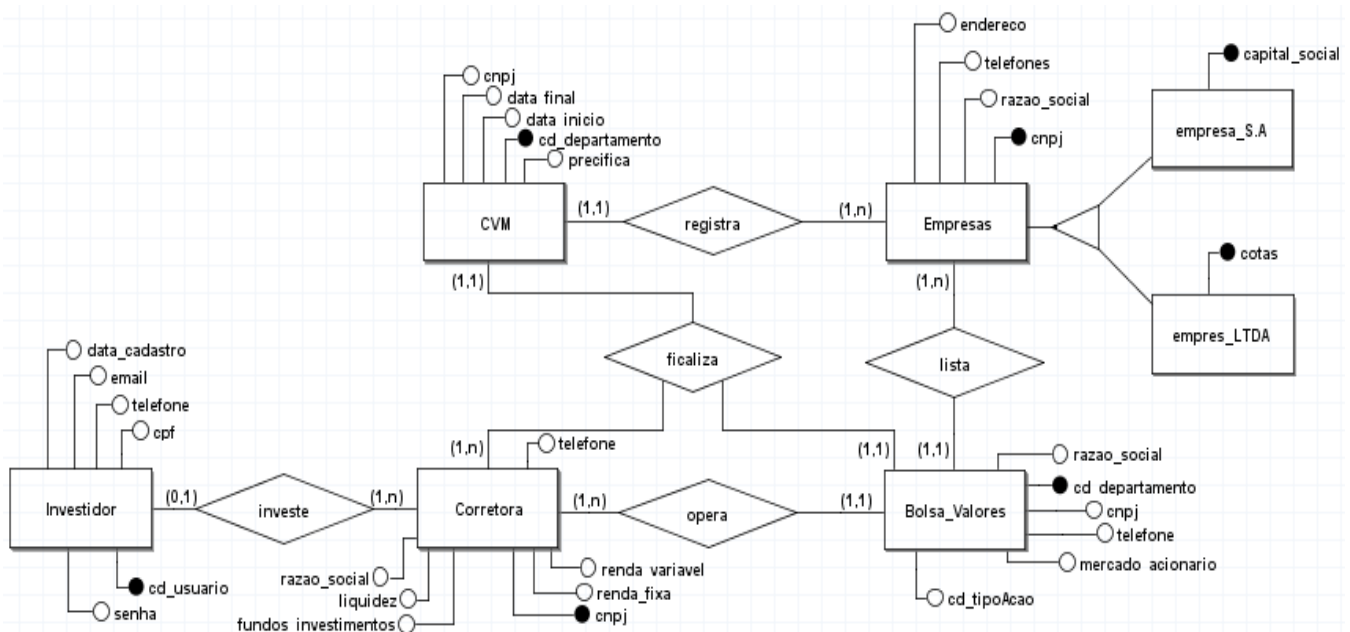 endereco
capital_social
telefones
cnpj
data final
razao_social
data inicio
empresa_S.A
cd_departamento
cnpj
precifica
(1,1)
(1,n)
CVM
registra
Empresas
cotas
(1,1)
(1,n)
empres_LTDA
data_cadastro
ficaliza
lista
email
telefone
cpf
(1,n)
telefone
(1,1)
(1,1)
razao_social
cd departamento
(0,1)
(1,n)
(1,n)
(1,1)
cnpj
Investidor
investe
Corretora
opera
Bolsa_Valores
telefone
mercado acionario
renda variavel
razao_social
cd_usuario
renda_fixa
cd_tipoAcao
liquidez
senha
cnpj
fundos investimentos